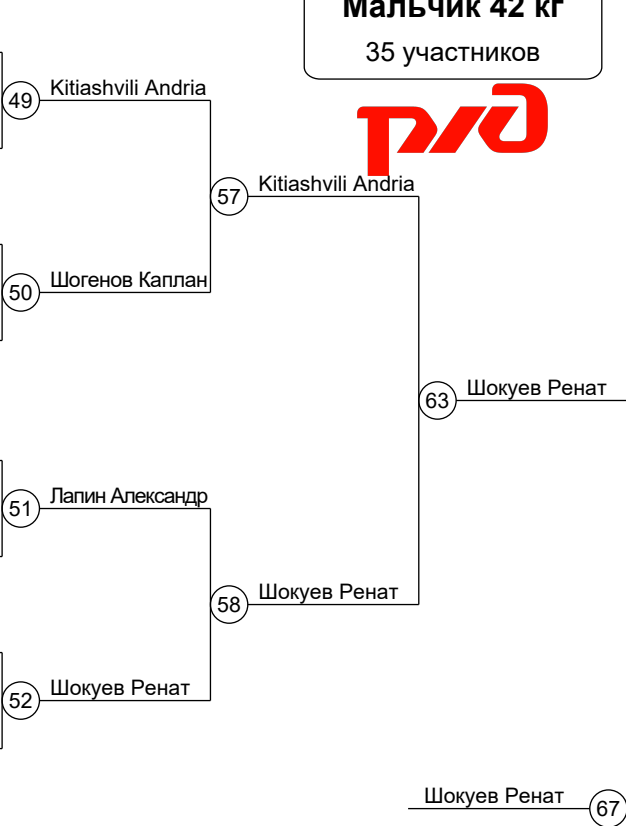 Мальчик 42 кг
35 участников
49 Kitiashvili Andria
ржд
57 Kitiashvili Andria
50 Шогенов Каплан
63 Шокуев Ренат
51 Лапин Александр
58 Шокуев Ренат
52 Шокуев Ренат
Шокуев Ренат 67